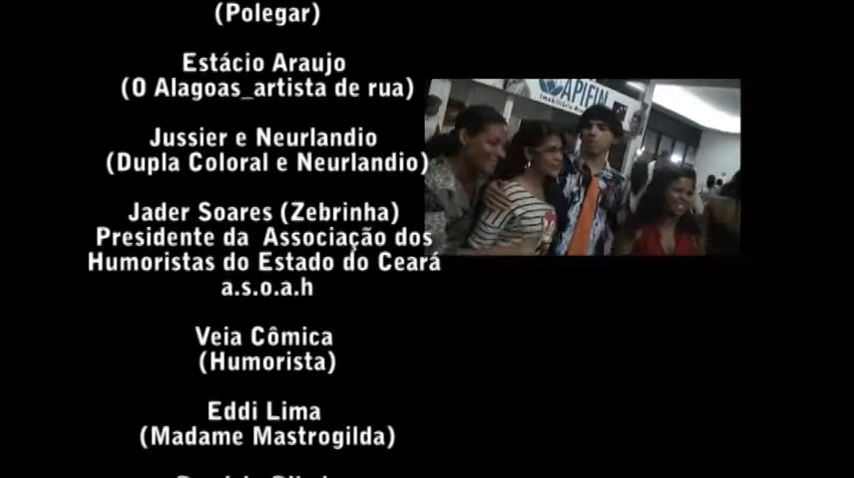 (Polegar)
Estácio Araujo
(O Alagoas_artista de rua)
Jussier e Neurlandio
(Dupla Coloral e Neurlandio)
Jader Soares (Zebrinha)
Presidente da Associação dos
Humoristas do Estado do Ceará
a.s.o.a.h
Veia Cômica
(Humorista)
Eddi Lima
(Madame Mastrogilda)
APIFIN